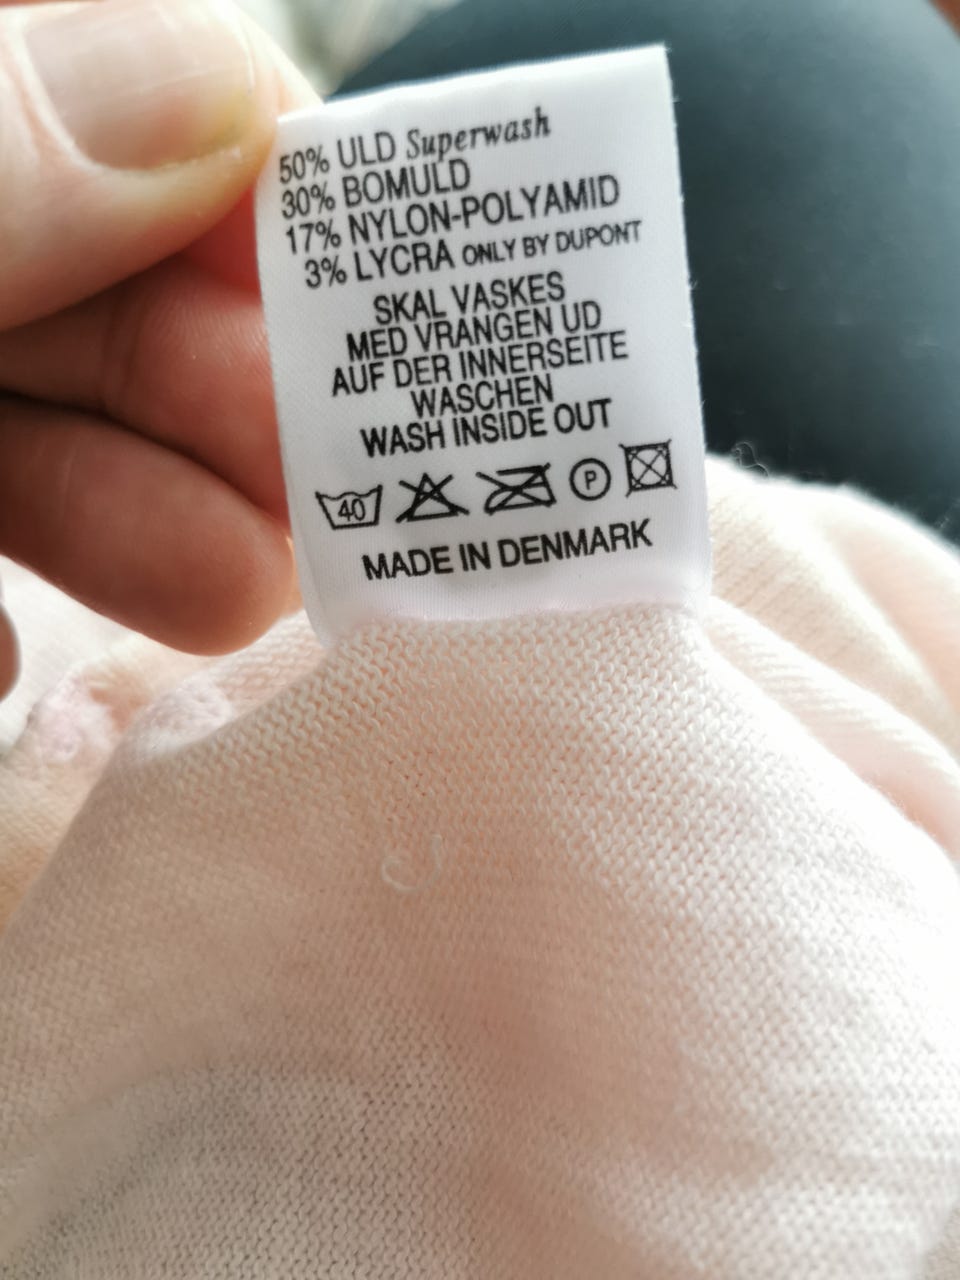 50% ULD Superwash
30% BOMULD
17% NYLON-POLYAMID
3% LYCRA ONLY BY DUPONT
SKAL VASKES
MED VRANGEN UD
AUF DER INNERSEITE
WASCHEN
WASH INSIDE OUT
40 P
MADE IN DENMARK